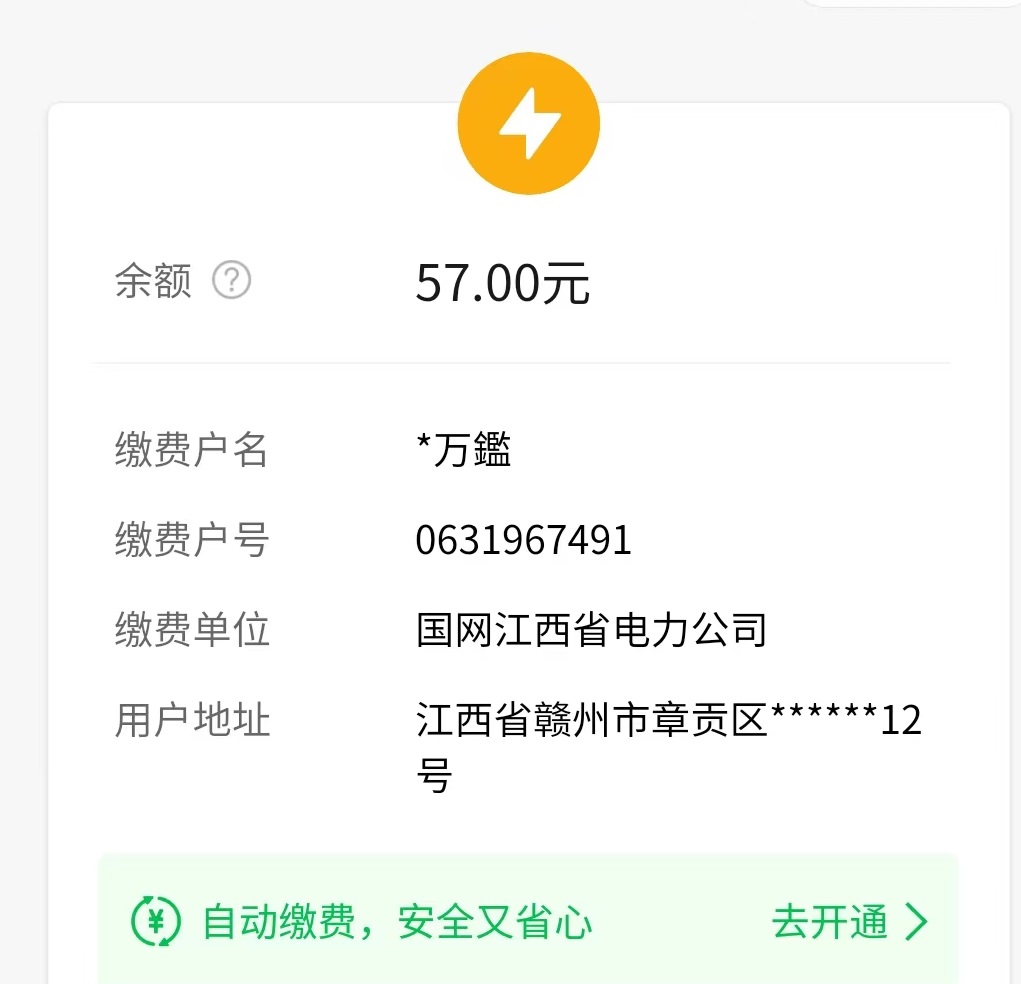 余额 ? 57.00元
缴费户名 *万鑑
缴费户号 0631967491
缴费单位 国网江西省电力公司
用户地址 江西省赣州市章贡区******12
号
¥ 自动缴费，安全又省心 去开通